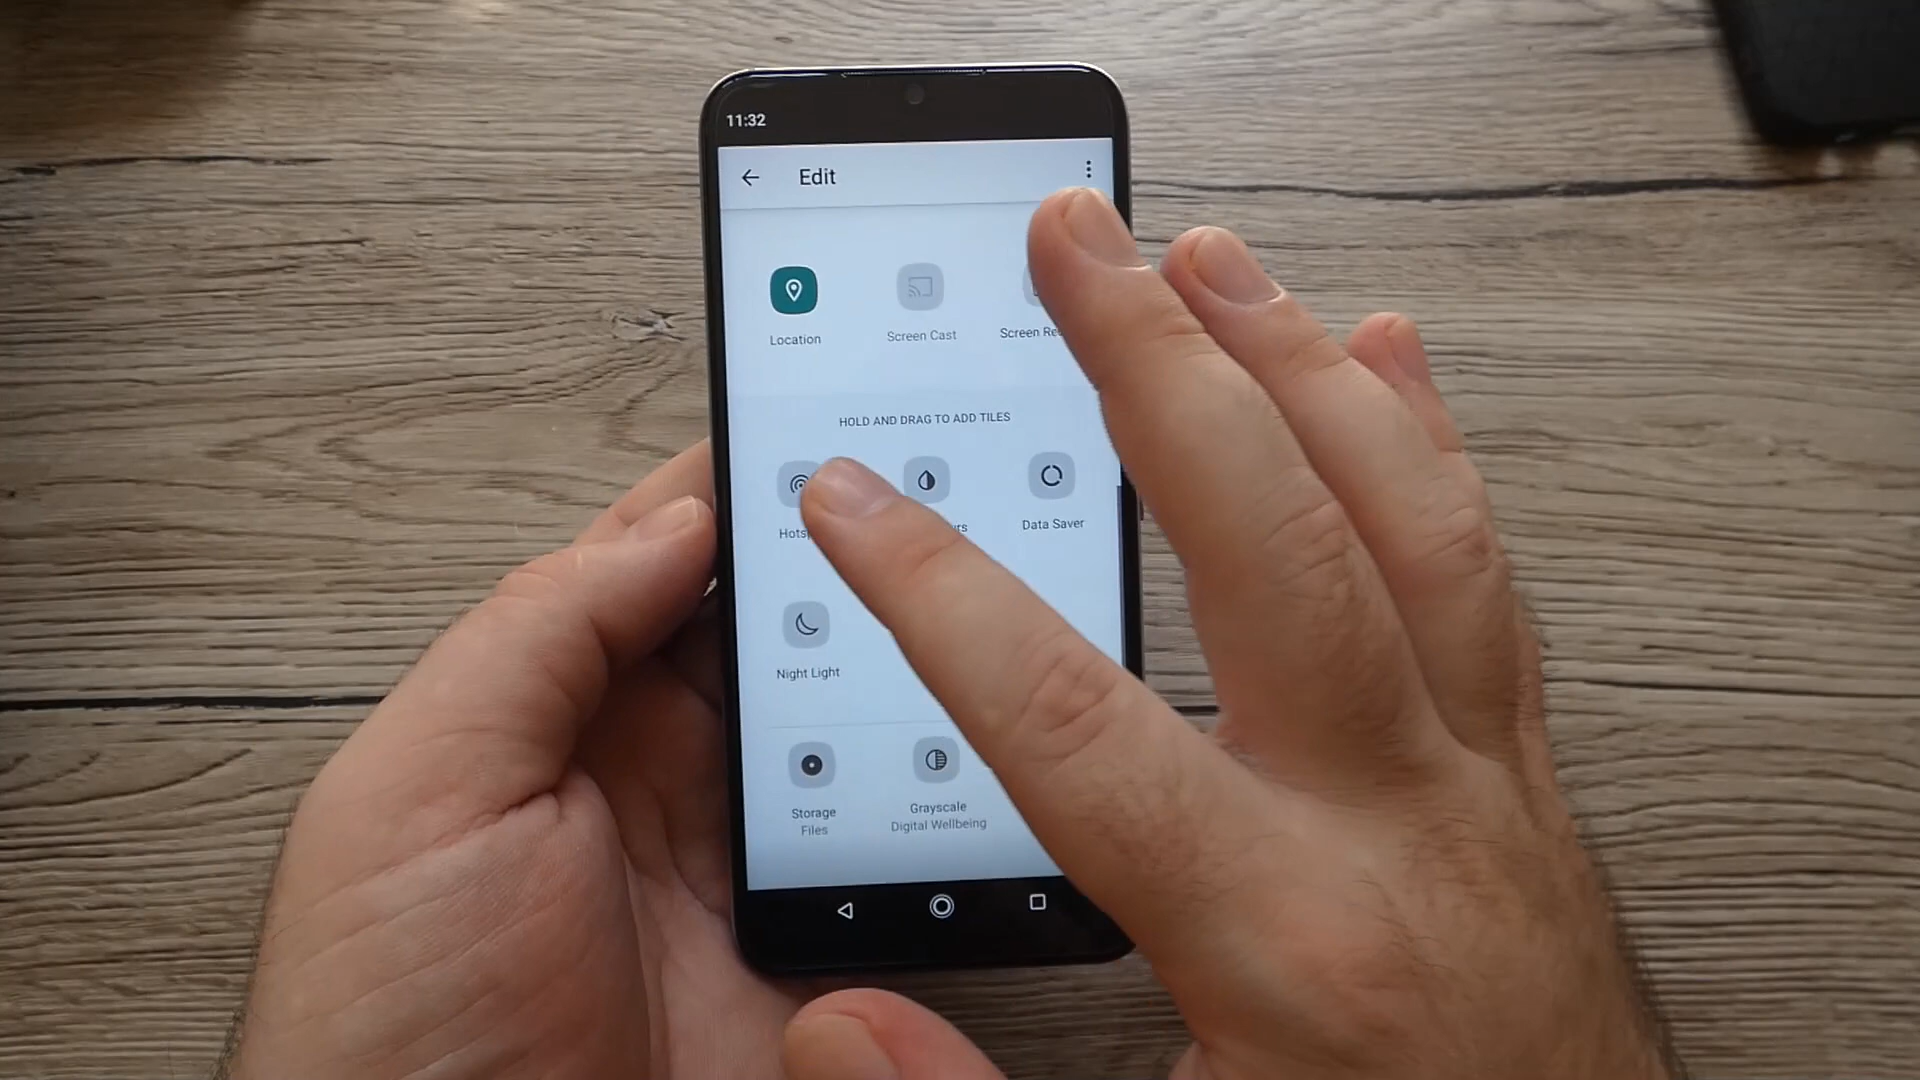 11:32
Edit
Location
Screen Cast
Screen
HOLD AND DRAG TO ADD TILES
Data Saver
Night Light
Storage
Files
Grayscale
Digital Wellbeing